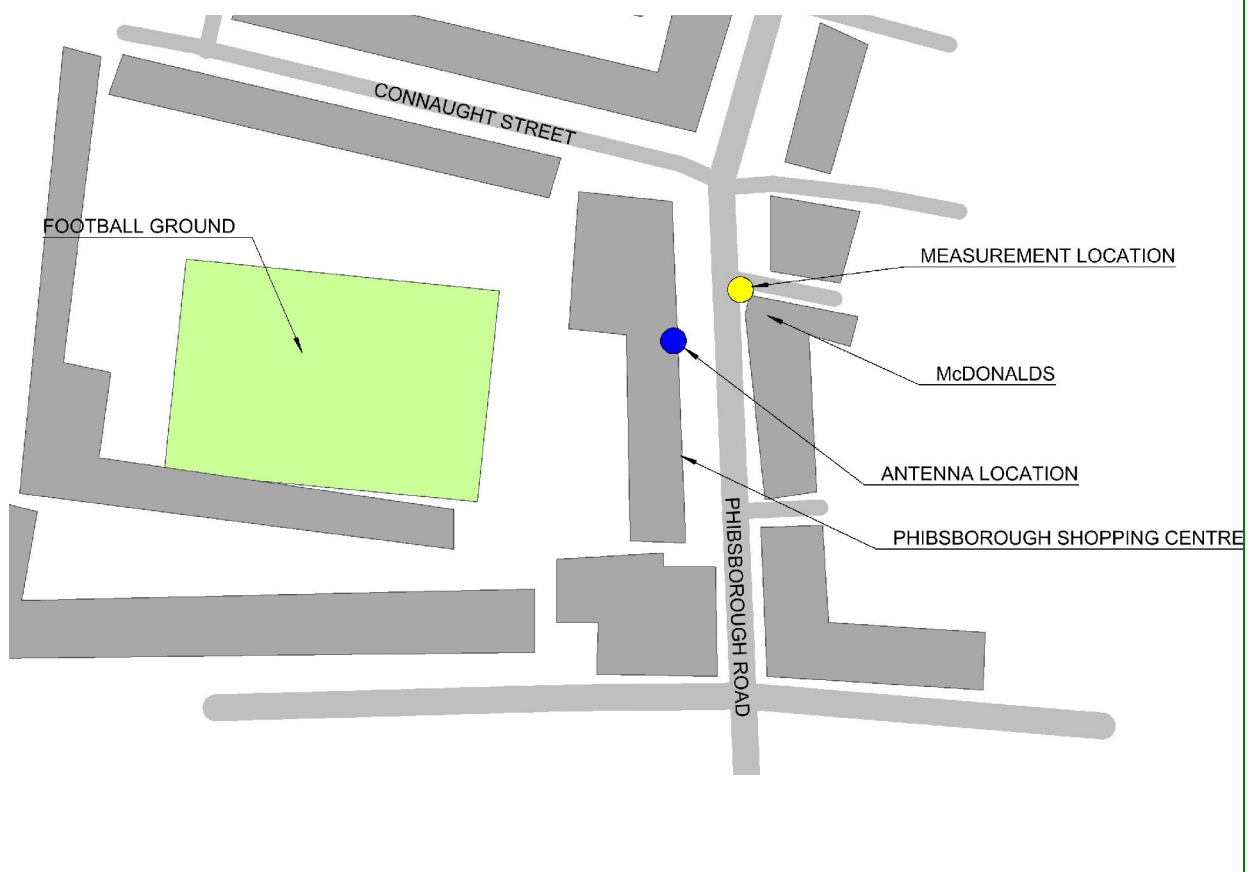 CONNAUGHT STREET
FOOTBALL GROUND
MEASUREMENT LOCATION
McDONALDS
ANTENNA LOCATION
PHIBSBOROUGH SHOPPING CENTRE
PHIBSBOROUGH ROAD